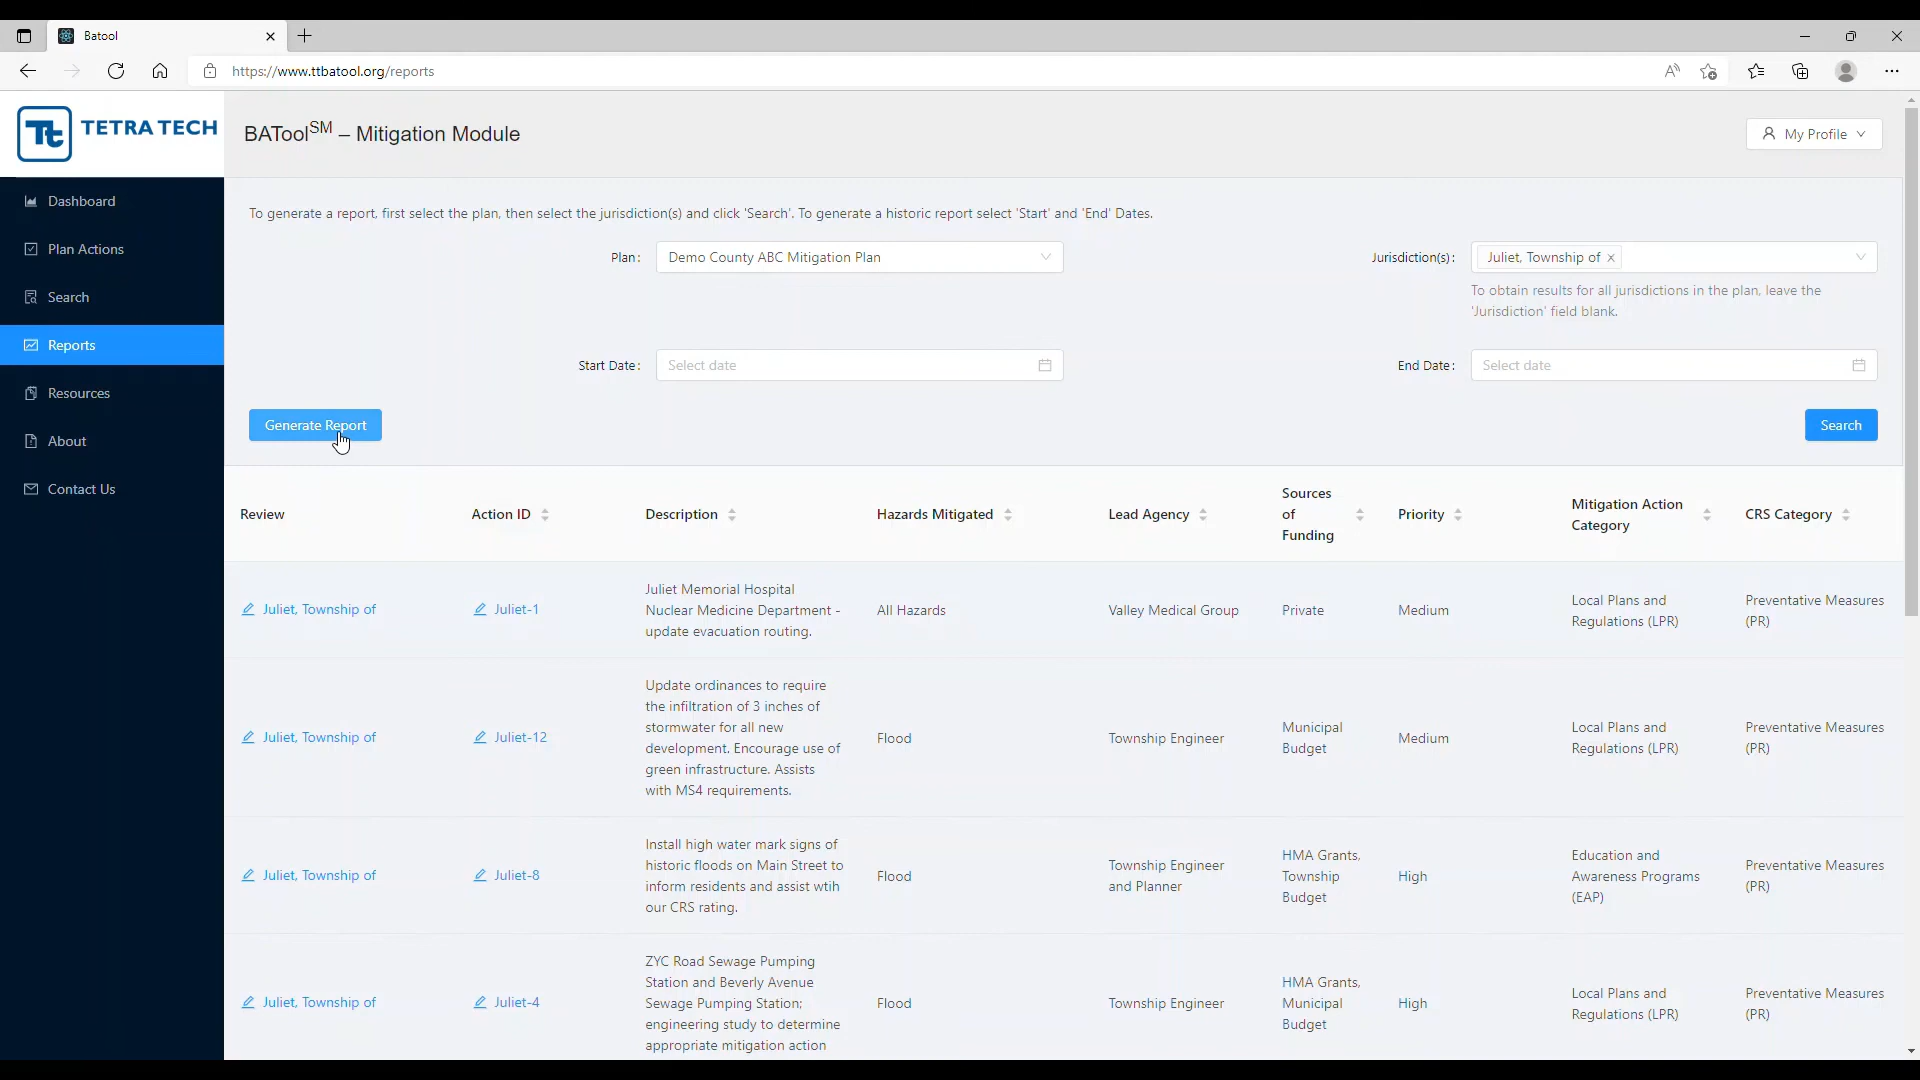 Batool
https://www.ttbatool.org/reports
Tt TETRA TECH
BAToolSM – Mitigation Module
My Profile
Dashboard
Plan Actions
Search
Reports
Resources
About
Contact Us
To generate a report, first select the plan, then select the jurisdiction(s) and click 'Search'. To generate a historic report select 'Start' and 'End' Dates.
Plan: Demo County ABC Mitigation Plan
Jurisdiction(s): Juliet, Township of
To obtain results for all jurisdictions in the plan, leave the
'Jurisdiction' field blank.
Start Date: Select date
End Date: Select date
Generate Report
Search
Review
Action ID
Description
Hazards Mitigated
Lead Agency
Sources
of
Funding
Priority
Mitigation Action
Category
CRS Category
Juliet, Township of
Juliet-1
Juliet Memorial Hospital
Nuclear Medicine Department -
update evacuation routing.
All Hazards
Valley Medical Group
Private
Medium
Local Plans and
Regulations (LPR)
Preventative Measures
(PR)
Juliet, Township of
Juliet-12
Update ordinances to require
the infiltration of 3 inches of
stormwater for all new
development. Encourage use of
green infrastructure. Assists
with MS4 requirements.
Flood
Township Engineer
Municipal
Budget
Medium
Local Plans and
Regulations (LPR)
Preventative Measures
(PR)
Juliet, Township of
Juliet-8
Install high water mark signs of
historic floods on Main Street to
inform residents and assist wtih
our CRS rating.
Flood
Township Engineer
and Planner
HMA Grants,
Township
Budget
High
Education and
Awareness Programs
(EAP)
Preventative Measures
(PR)
Juliet, Township of
Juliet-4
ZYC Road Sewage Pumping
Station and Beverly Avenue
Sewage Pumping Station;
engineering study to determine
appropriate mitigation action
Flood
Township Engineer
HMA Grants,
Municipal
Budget
High
Local Plans and
Regulations (LPR)
Preventative Measures
(PR)